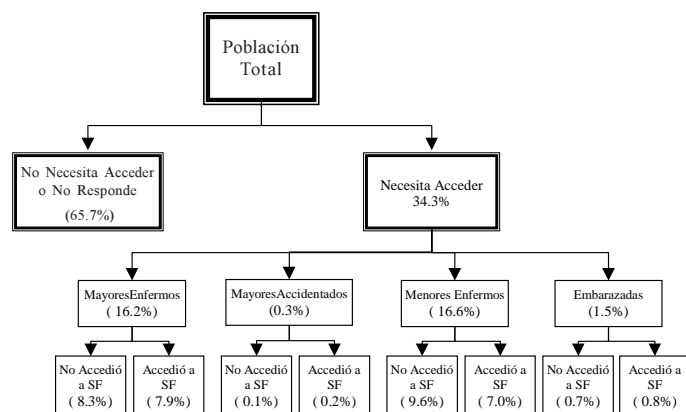 Población
Total
No Necesita Acceder
o No Responde
(65.7%)
Necesita Acceder
34.3%
MayoresEnfermos
( 16.2%)
MayoresAccidentados
(0.3%)
Menores Enfermos
( 16.6%)
Embarazadas
(1.5%)
No Accedió
a SF
( 8.3%)
Accedió a
SF
( 7.9%)
No Accedió
a SF
( 0.1%)
Accedió a
SF
( 0.2%)
No Accedió
a SF
( 9.6%)
Accedió a
SF
( 7.0%)
No Accedió
a SF
( 0.7%)
Accedió a
SF
( 0.8%)